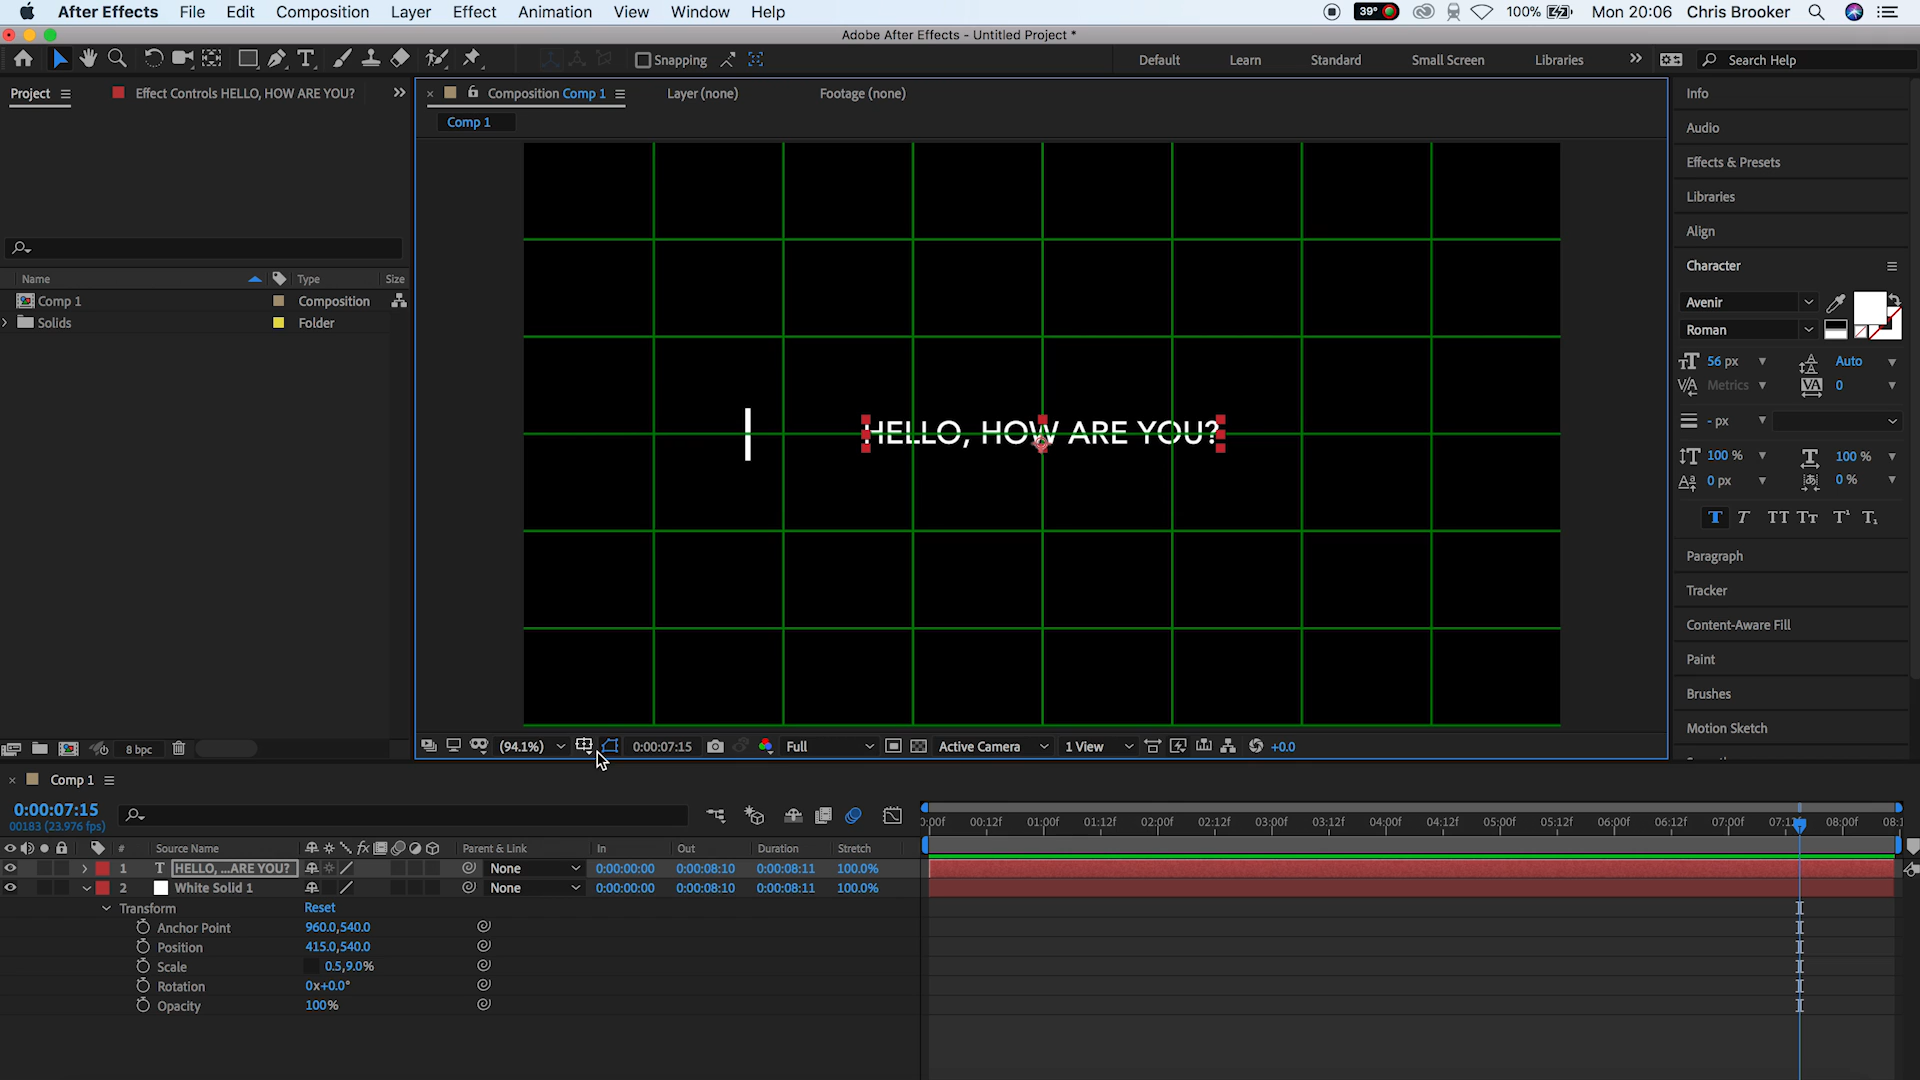 After Effects File Edit Composition Layer Effect Animation View Window Help 39° 100% Mon 20:06 Chris Brooker
Adobe After Effects - Untitled Project *
Snapping Default Learn Standard Small Screen Libraries Search Help
Project Effect Controls HELLO, HOW ARE YOU? Composition Comp 1 Layer (none) Footage (none)
Comp 1
Name Type Size
Comp 1 Composition
Solids Folder
HELLO, HOW ARE YOU?
Info
Audio
Effects & Presets
Libraries
Align
Character
Avenir
Roman
56 px Auto
Metrics 0
- px
100 % 100 %
0 px 0 %
T T TT Tт T¹ T₁
Paragraph
Tracker
Content-Aware Fill
Paint
Brushes
Motion Sketch
8 bpc (94.1%) 0:00:07:15 Full Active Camera 1 View +0.0
Comp 1
0:00:07:15
00183 (23.976 fps)
00:00f 00:12f 01:00f 01:12f 02:00f 02:12f 03:00f 03:12f 04:00f 04:12f 05:00f 05:12f 06:00f 06:12f 07:00f 08:00f
# Source Name Parent & Link In Out Duration Stretch
1 T HELLO, ...ARE YOU? None 0:00:00:00 0:00:08:10 0:00:08:11 100.0%
2 White Solid 1 None 0:00:00:00 0:00:08:10 0:00:08:11 100.0%
Transform Reset
Anchor Point 960.0,540.0
Position 415.0,540.0
Scale 0.5,9.0%
Rotation 0x+0.0°
Opacity 100%